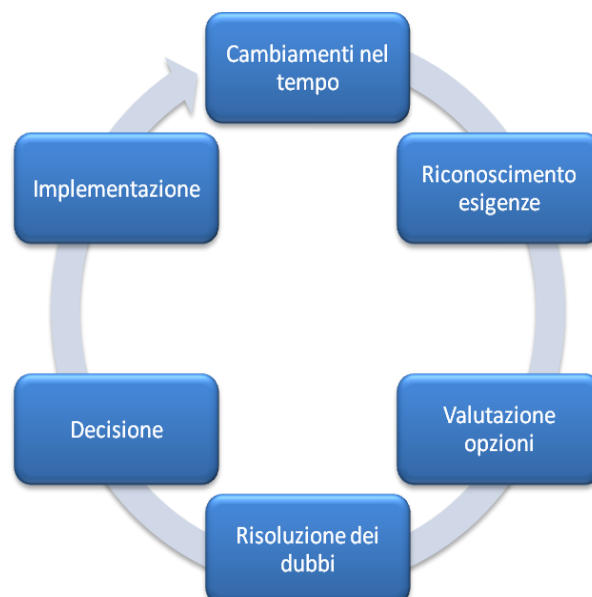 Cambiamenti nel
tempo
Riconoscimento
esigenze
Valutazione
opzioni
Risoluzione dei
dubbi
Decisione
Implementazione